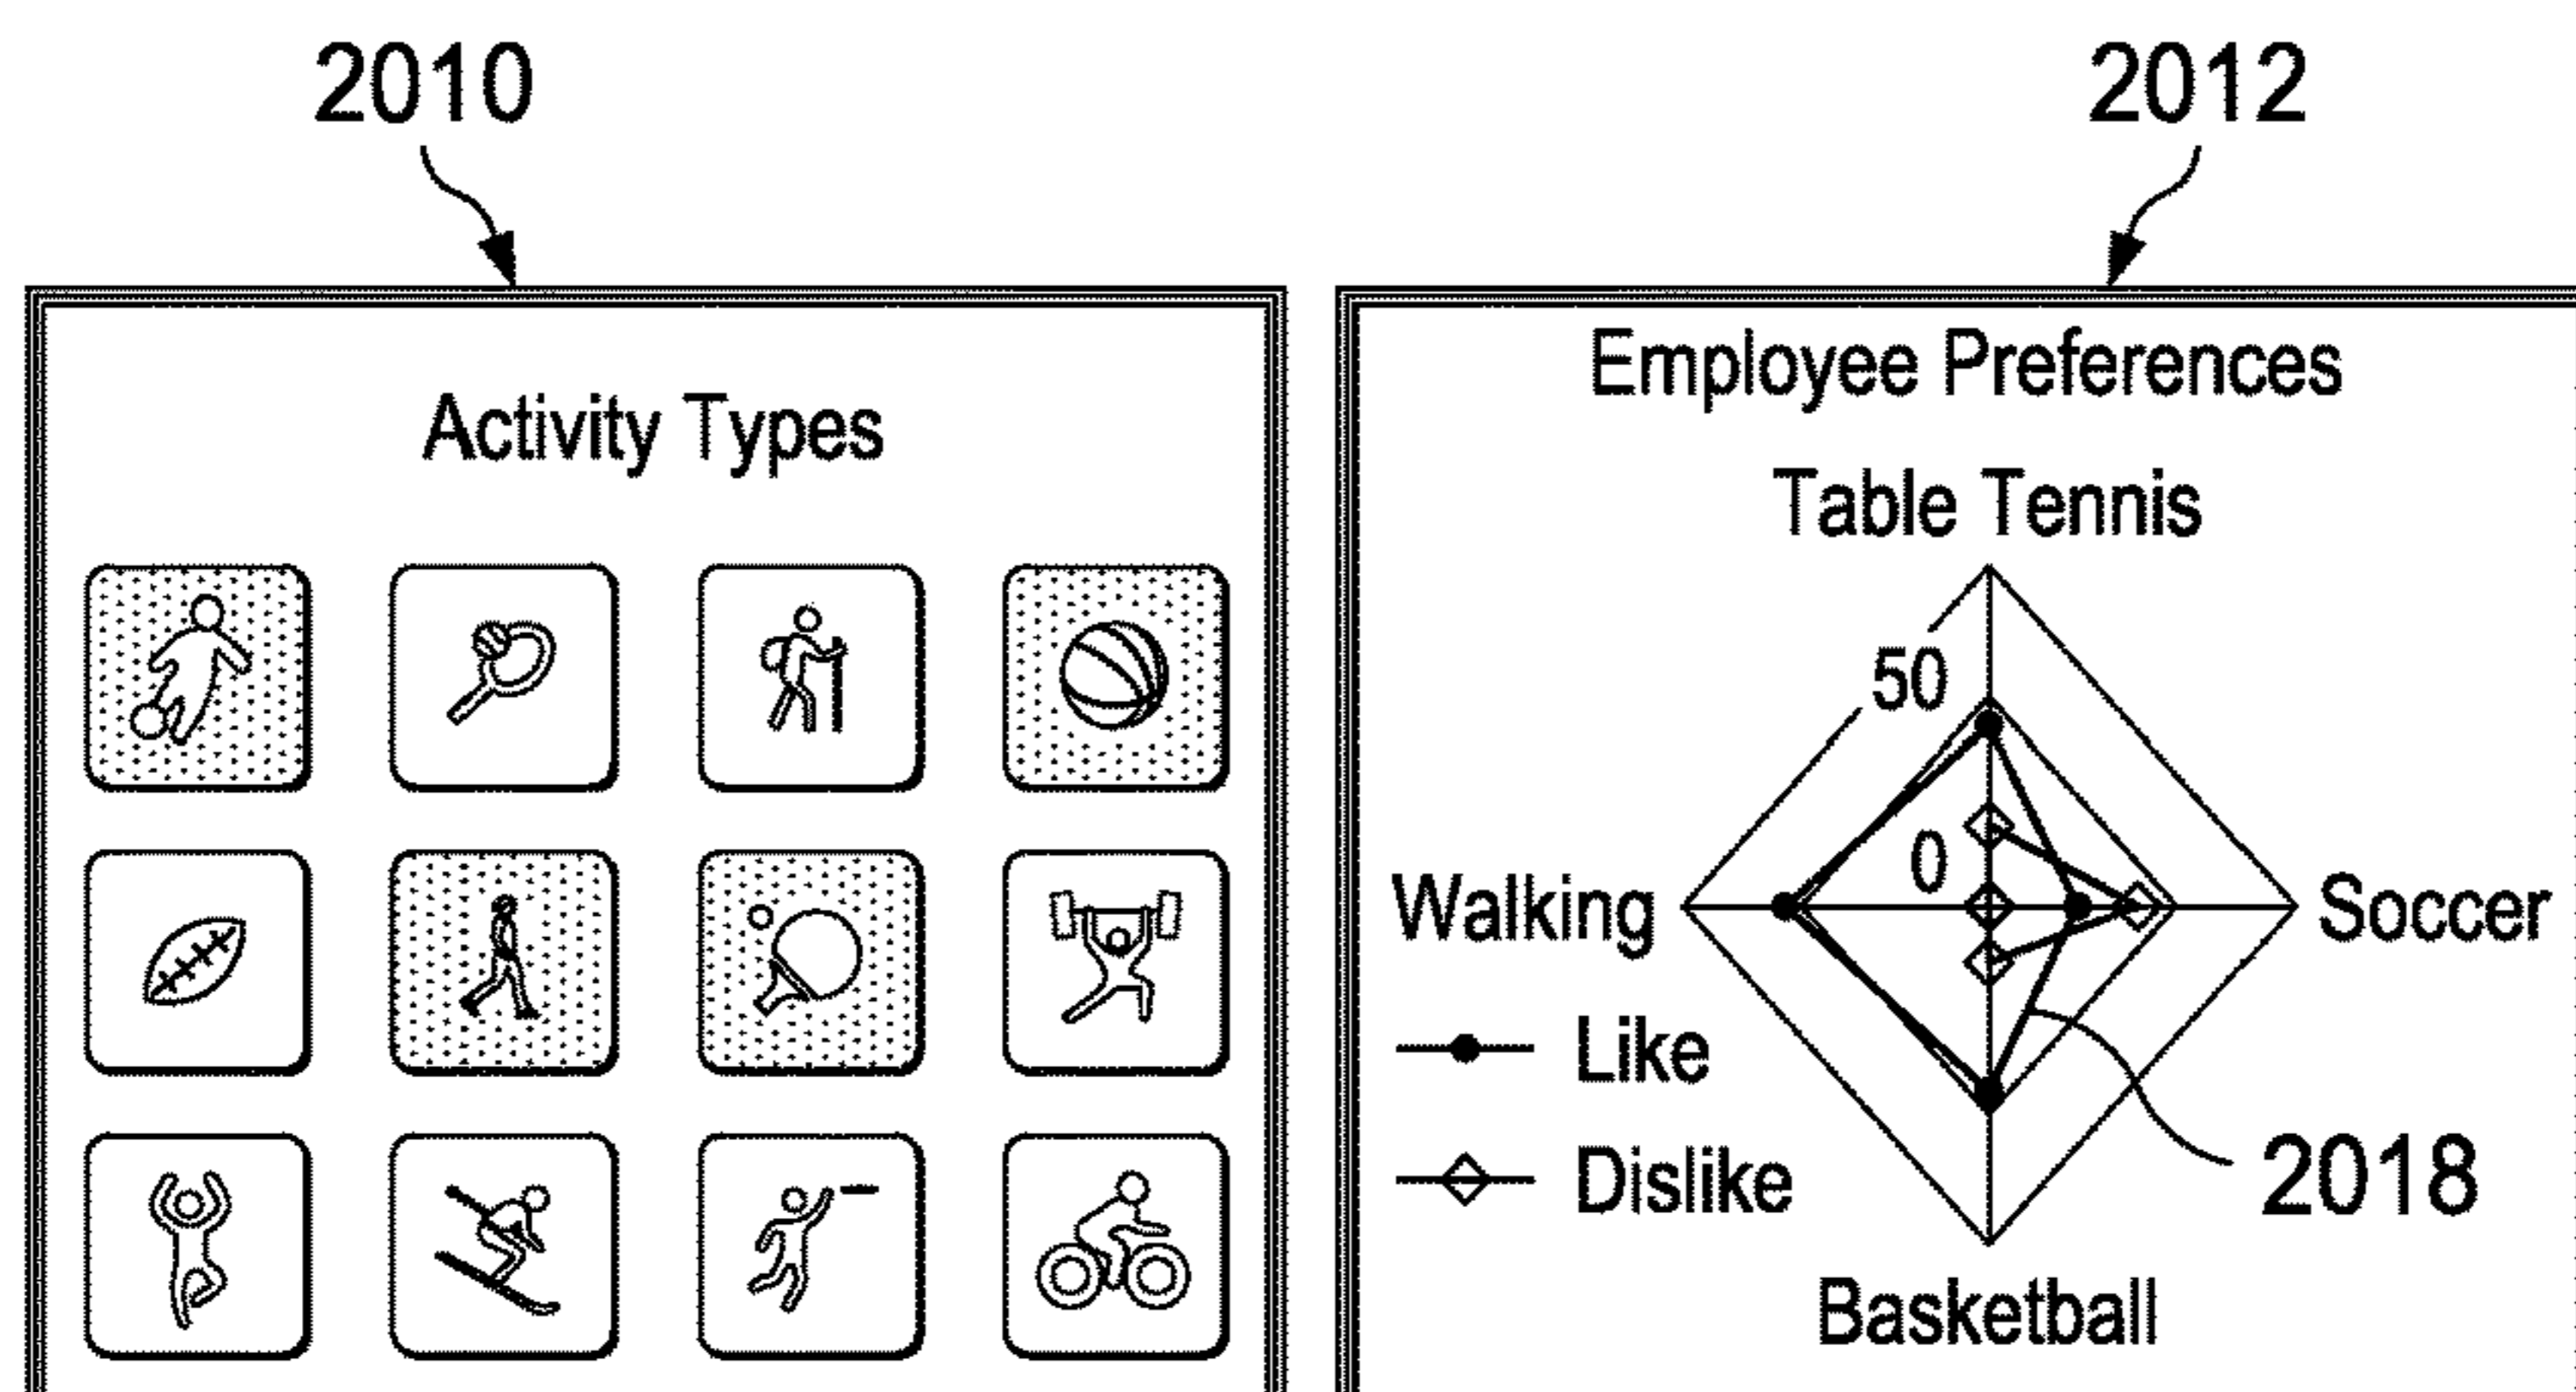 2010
2012
Activity Types
Employee Preferences
Table Tennis
50
0
Walking
Soccer
Like
Dislike
2018
Basketball